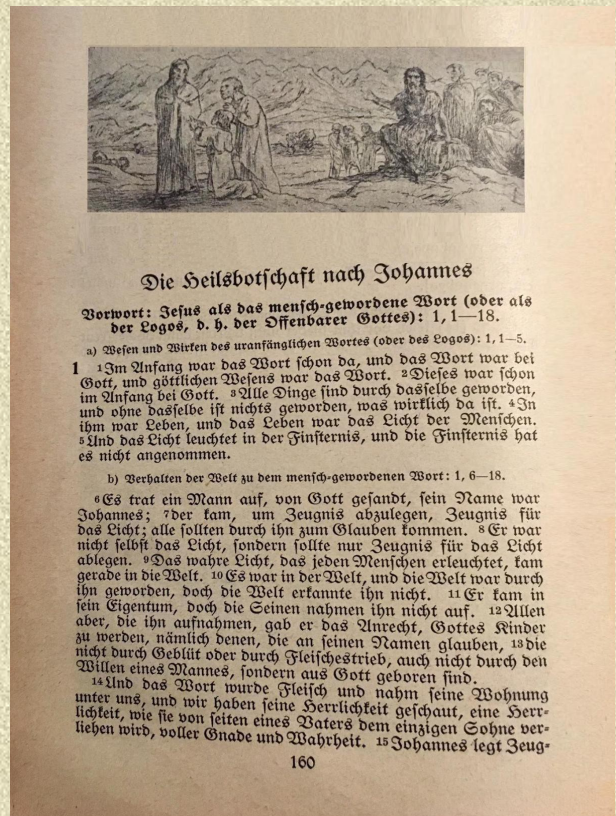 Die Heilsbotschaft nach Johannes
Vorwort: Jesus als das mensch-gewordene Wort (oder als
der Logos, d. h. der Offenbarer Gottes): 1, 1—18.
a) Wesen und Wirken des uranfänglichen Wortes (oder des Logos): 1, 1—5.
1 1Im Anfang war das Wort schon da, und das Wort war bei
Gott, und göttlichen Wesens war das Wort. 2Dieses war schon
im Anfang bei Gott. 3Alle Dinge sind durch dasselbe geworden,
und ohne dasselbe ist nichts geworden, was wirklich da ist. 4In
ihm war Leben, und das Leben war das Licht der Menschen.
5Und das Licht leuchtet in der Finsternis, und die Finsternis hat
es nicht angenommen.
b) Verhalten der Welt zu dem mensch-gewordenen Wort: 1, 6—18.
6Es trat ein Mann auf, von Gott gesandt, sein Name war
Johannes; 7der kam, um Zeugnis abzulegen, Zeugnis für
das Licht; alle sollten durch ihn zum Glauben kommen. 8Er war
nicht selbst das Licht, sondern sollte nur Zeugnis für das Licht
ablegen. 9Das wahre Licht, das jeden Menschen erleuchtet, kam
gerade in die Welt. 10Es war in der Welt, und die Welt war durch
ihn geworden, doch die Welt erkannte ihn nicht. 11Er kam in
sein Eigentum, doch die Seinen nahmen ihn nicht auf. 12Allen
aber, die ihn aufnahmen, gab er das Anrecht, Gottes Kinder
zu werden, nämlich denen, die an seinen Namen glauben, 13die
nicht durch Geblüt oder durch Fleischestrieb, auch nicht durch den
Willen eines Mannes, sondern aus Gott geboren sind.
14Und das Wort wurde Fleisch und nahm seine Wohnung
unter uns, und wir haben seine Herrlichkeit geschaut, eine Herr-
lichkeit, wie sie von seiten eines Vaters dem einzigen Sohne ver-
liehen wird, voller Gnade und Wahrheit. 15Johannes legt Zeug-
160